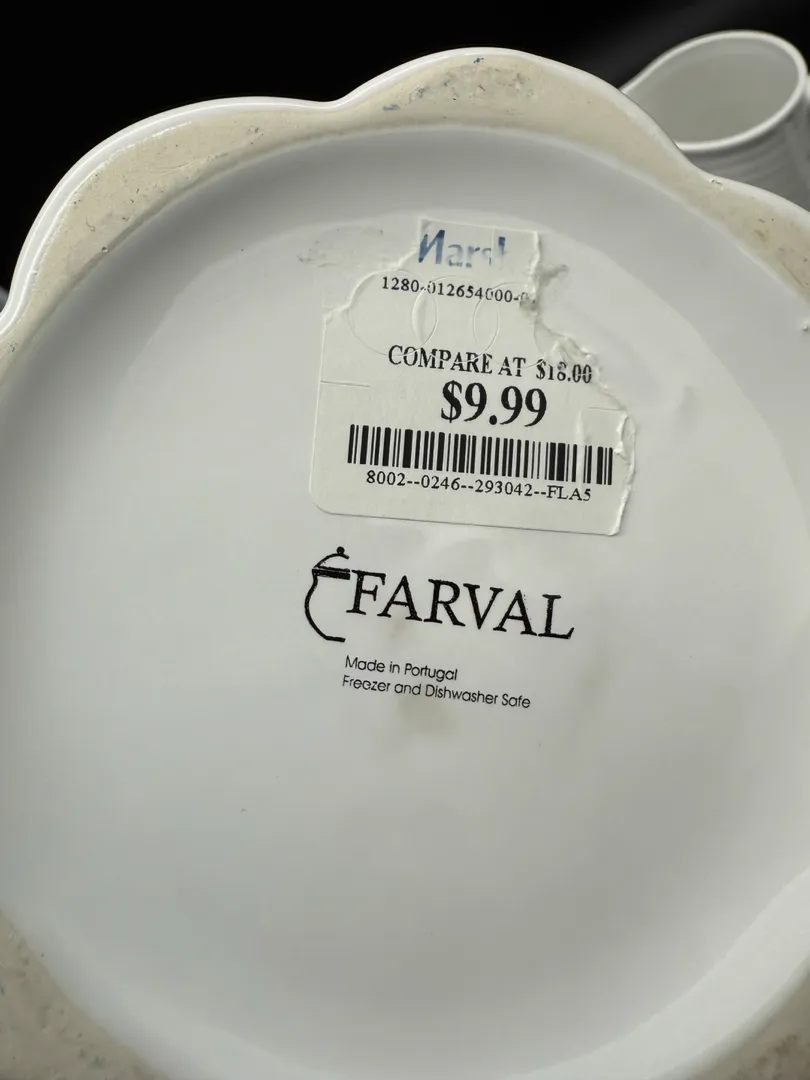 1280-012654000-
COMPARE AT $18.00
$9.99
8002--0246--293042--FLA5
FARVAL
Made in Portugal
Freezer and Dishwasher Safe